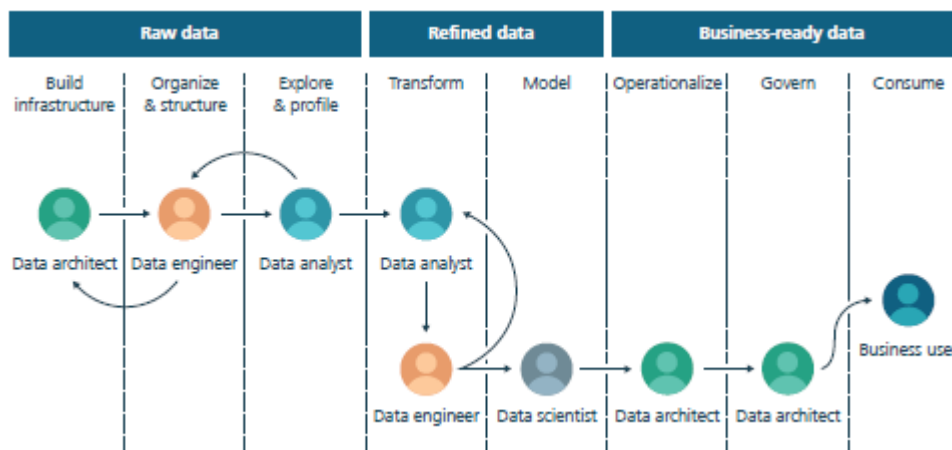 Raw data
Refined data
Business-ready data
Build
infrastructure
Organize
& structure
Explore
& profile
Transform
Model
Operationalize
Govern
Consume
Data architect
Data engineer
Data analyst
Data analyst
Business use
Data engineer
Data scientist
Data architect
Data architect